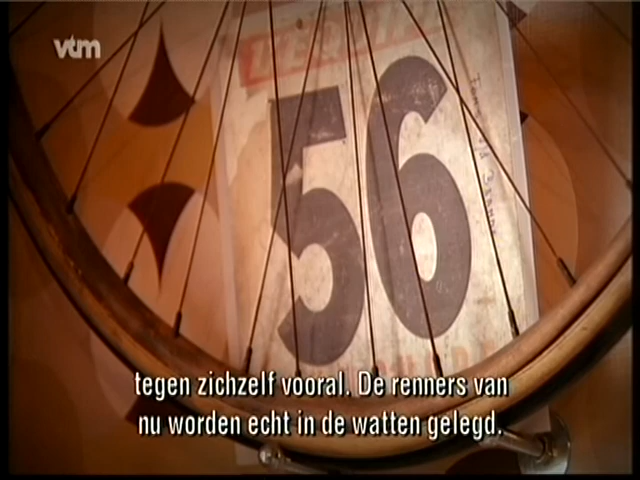 vtm
56
tegen zichzelf vooral. De renners van
nu worden echt in de watten gelegd.